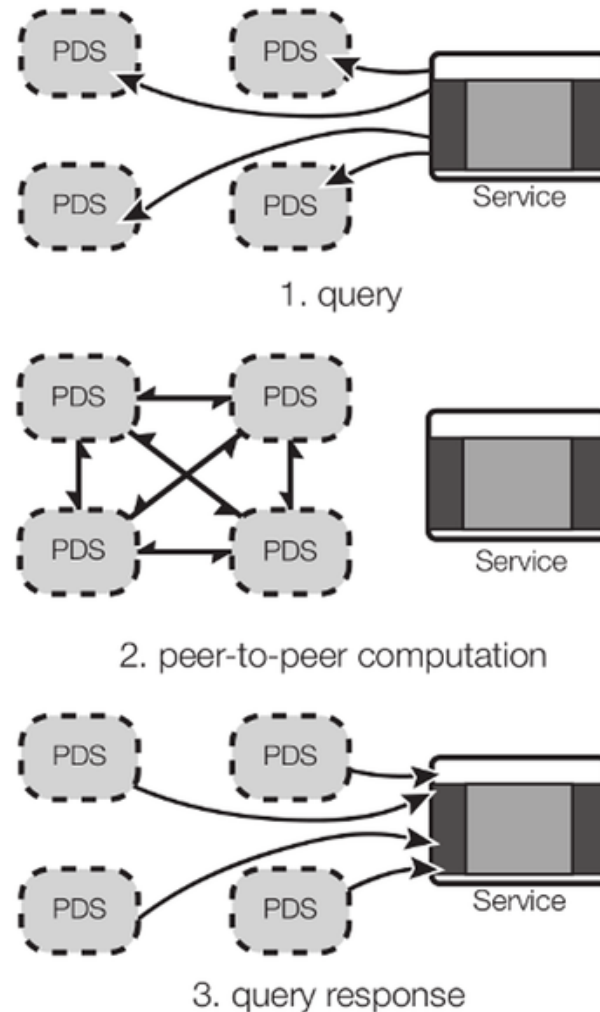 PDS
PDS
PDS
PDS
Service
1. query
PDS
PDS
PDS
PDS
Service
2. peer-to-peer computation
PDS
PDS
PDS
PDS
Service
3. query response